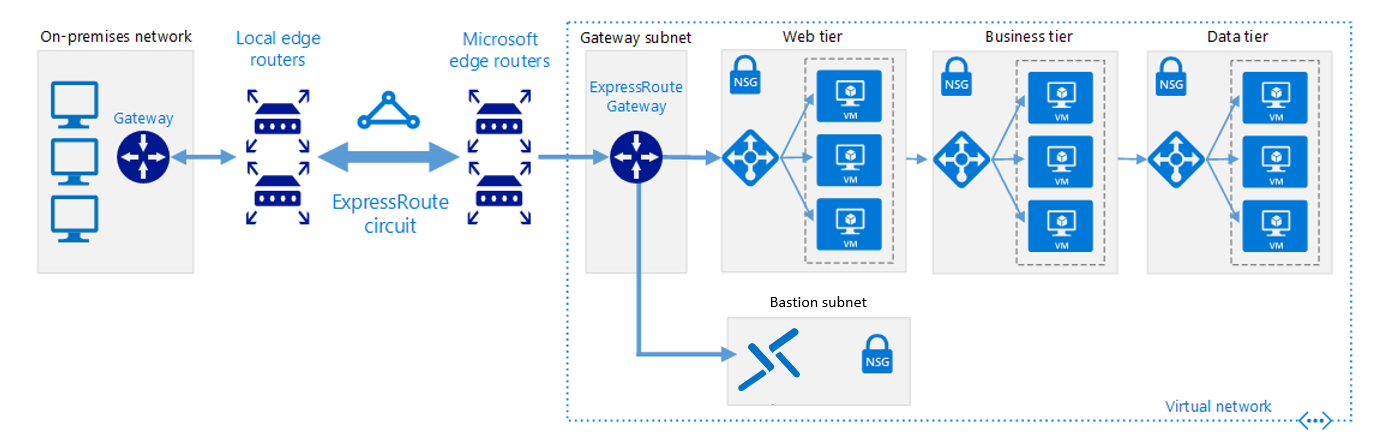 On-premises network
Gateway
Local edge
routers
ExpressRoute
circuit
Microsoft
edge routers
Gateway subnet
ExpressRoute
Gateway
Web tier
NSG
VM
VM
VM
Business tier
NSG
VM
VM
VM
Data tier
NSG
VM
VM
VM
Bastion subnet
NSG
Virtual network